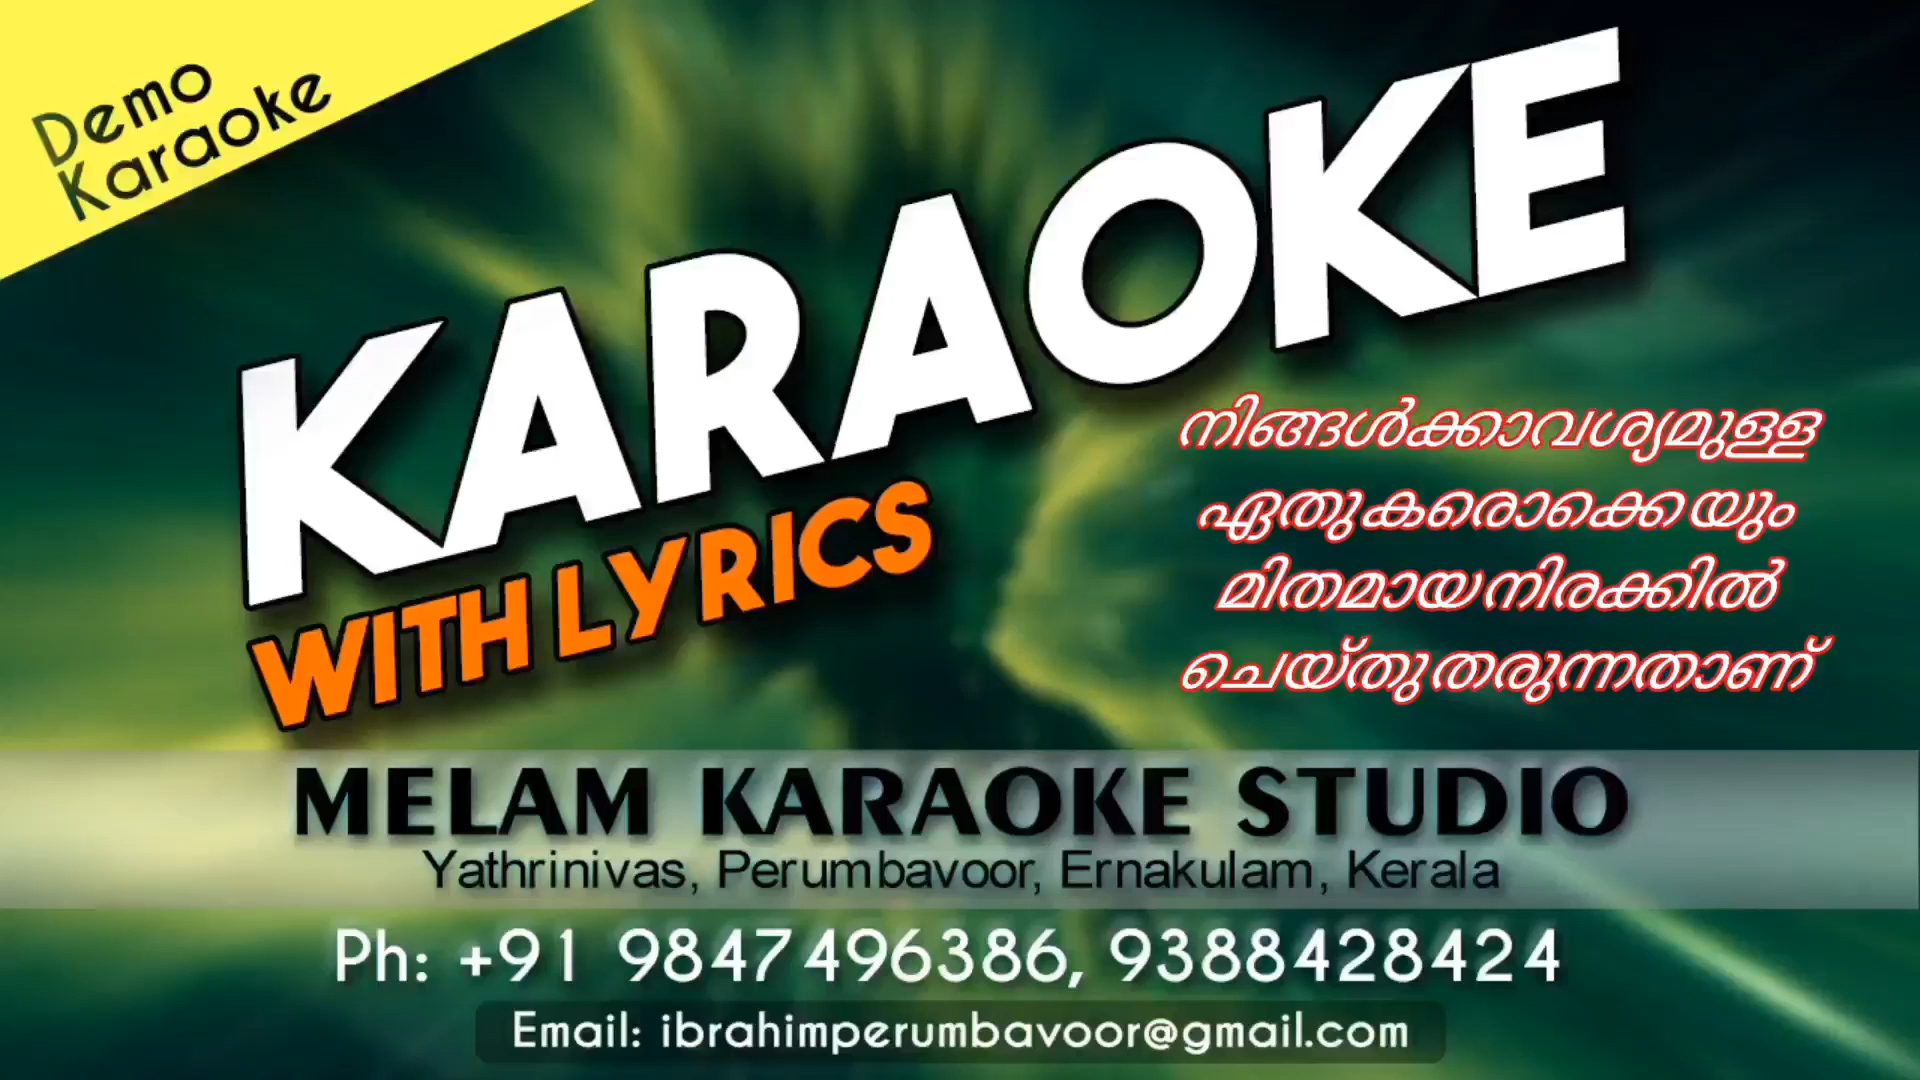 Demo
Karaoke
KARAOKE
WITH LYRICS
നിങ്ങൾക്കാവശ്യമുള്ള
ഏതുകരൊക്കെയും
മിതമായനിരക്കിൽ
ചെയ്തുതരുന്നതാണ്
MELAM KARAOKE STUDIO
Yathrinivas, Perumbavoor, Ernakulam, Kerala
Ph: +91 9847496386, 9388428424
Email: ibrahimperumbavoor@gmail.com